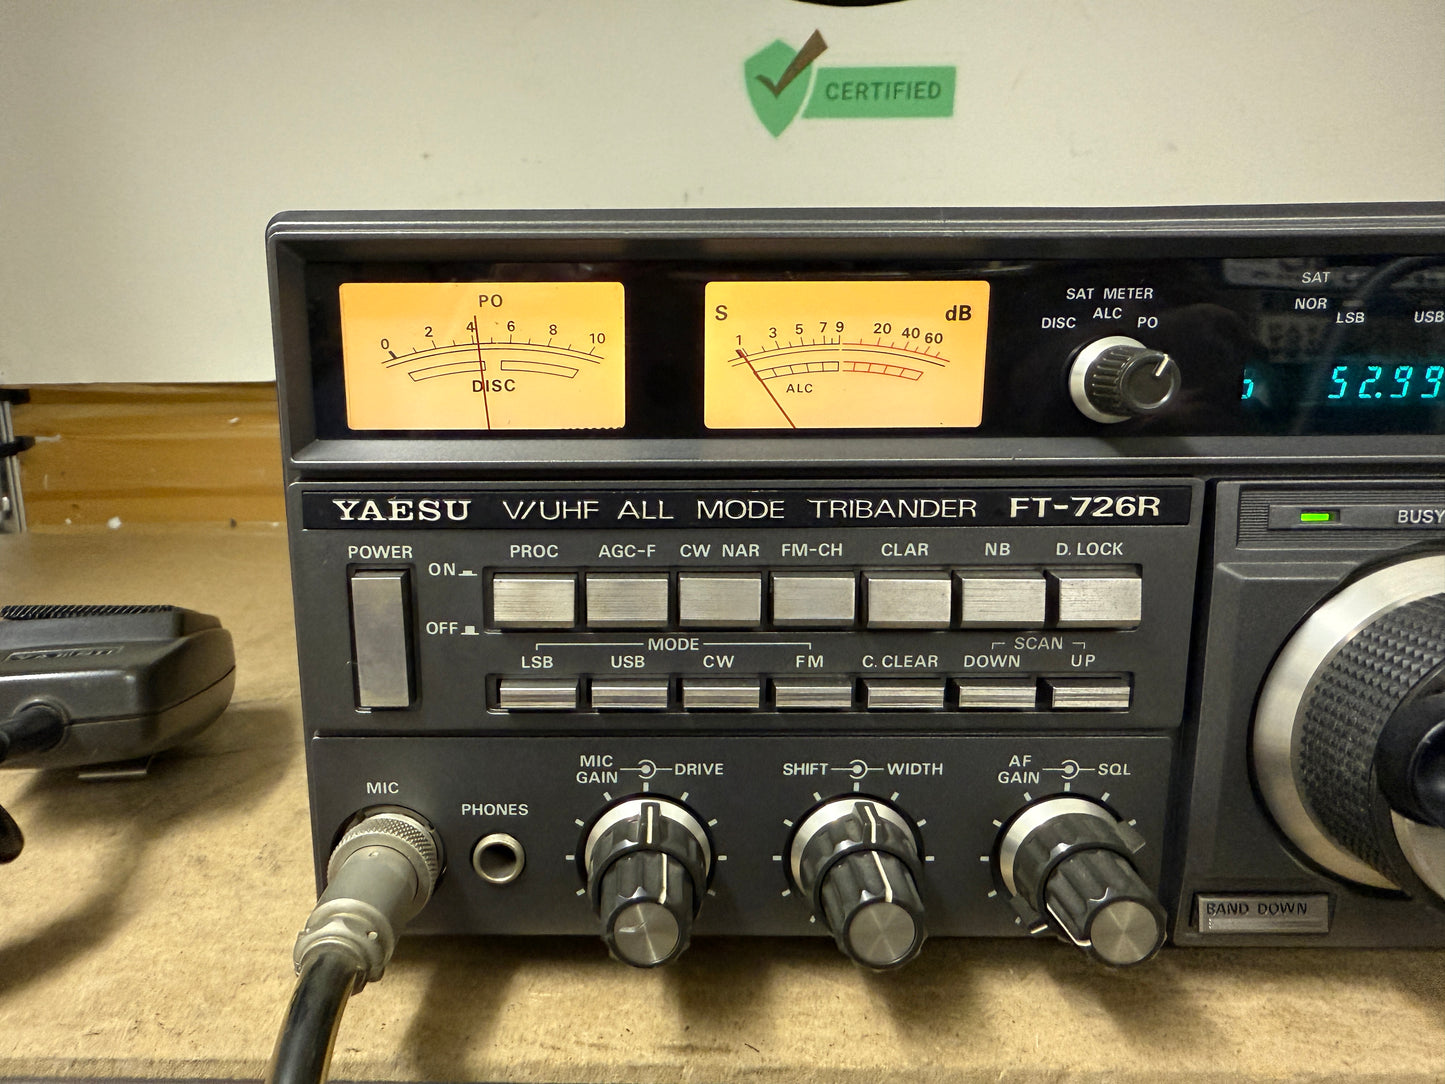 CERTIFIED
PO
0 2 4 6 8 10
DISC
S dB
1 3 5 7 9 20 40 60
ALC
SAT METER
DISC ALC PO
SAT
NOR
LSB USB
52.99
YAESU V/UHF ALL MODE TRIBANDER FT-726R
BUSY
POWER
ON
OFF
PROC AGC-F CW NAR FM-CH CLAR NB D. LOCK
MODE SCAN
LSB USB CW FM C. CLEAR DOWN UP
MIC
PHONES
MIC GAIN DRIVE
SHIFT WIDTH
AF GAIN SQL
BAND DOWN